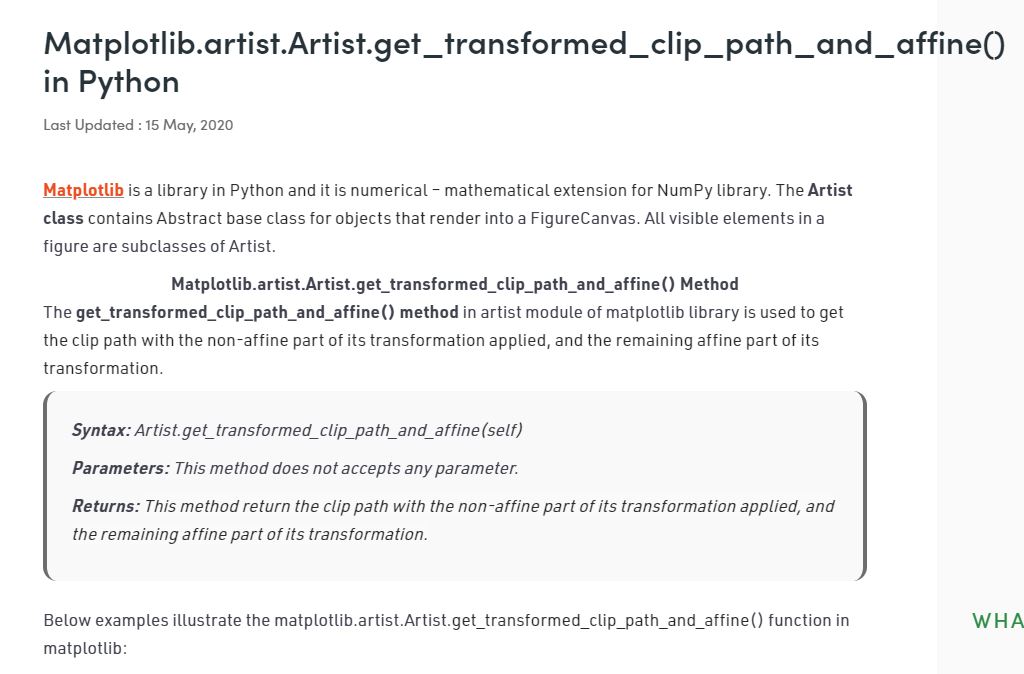 Matplotlib.artist.Artist.get_transformed_clip_path_and_affine()
in Python
Last Updated : 15 May, 2020
Matplotlib is a library in Python and it is numerical – mathematical extension for NumPy library. The Artist
class contains Abstract base class for objects that render into a FigureCanvas. All visible elements in a
figure are subclasses of Artist.
Matplotlib.artist.Artist.get_transformed_clip_path_and_affine() Method
The get_transformed_clip_path_and_affine() method in artist module of matplotlib library is used to get
the clip path with the non-affine part of its transformation applied, and the remaining affine part of its
transformation.
Syntax: Artist.get_transformed_clip_path_and_affine(self)
Parameters: This method does not accepts any parameter.
Returns: This method return the clip path with the non-affine part of its transformation applied, and
the remaining affine part of its transformation.
Below examples illustrate the matplotlib.artist.Artist.get_transformed_clip_path_and_affine() function in
matplotlib:
WHA